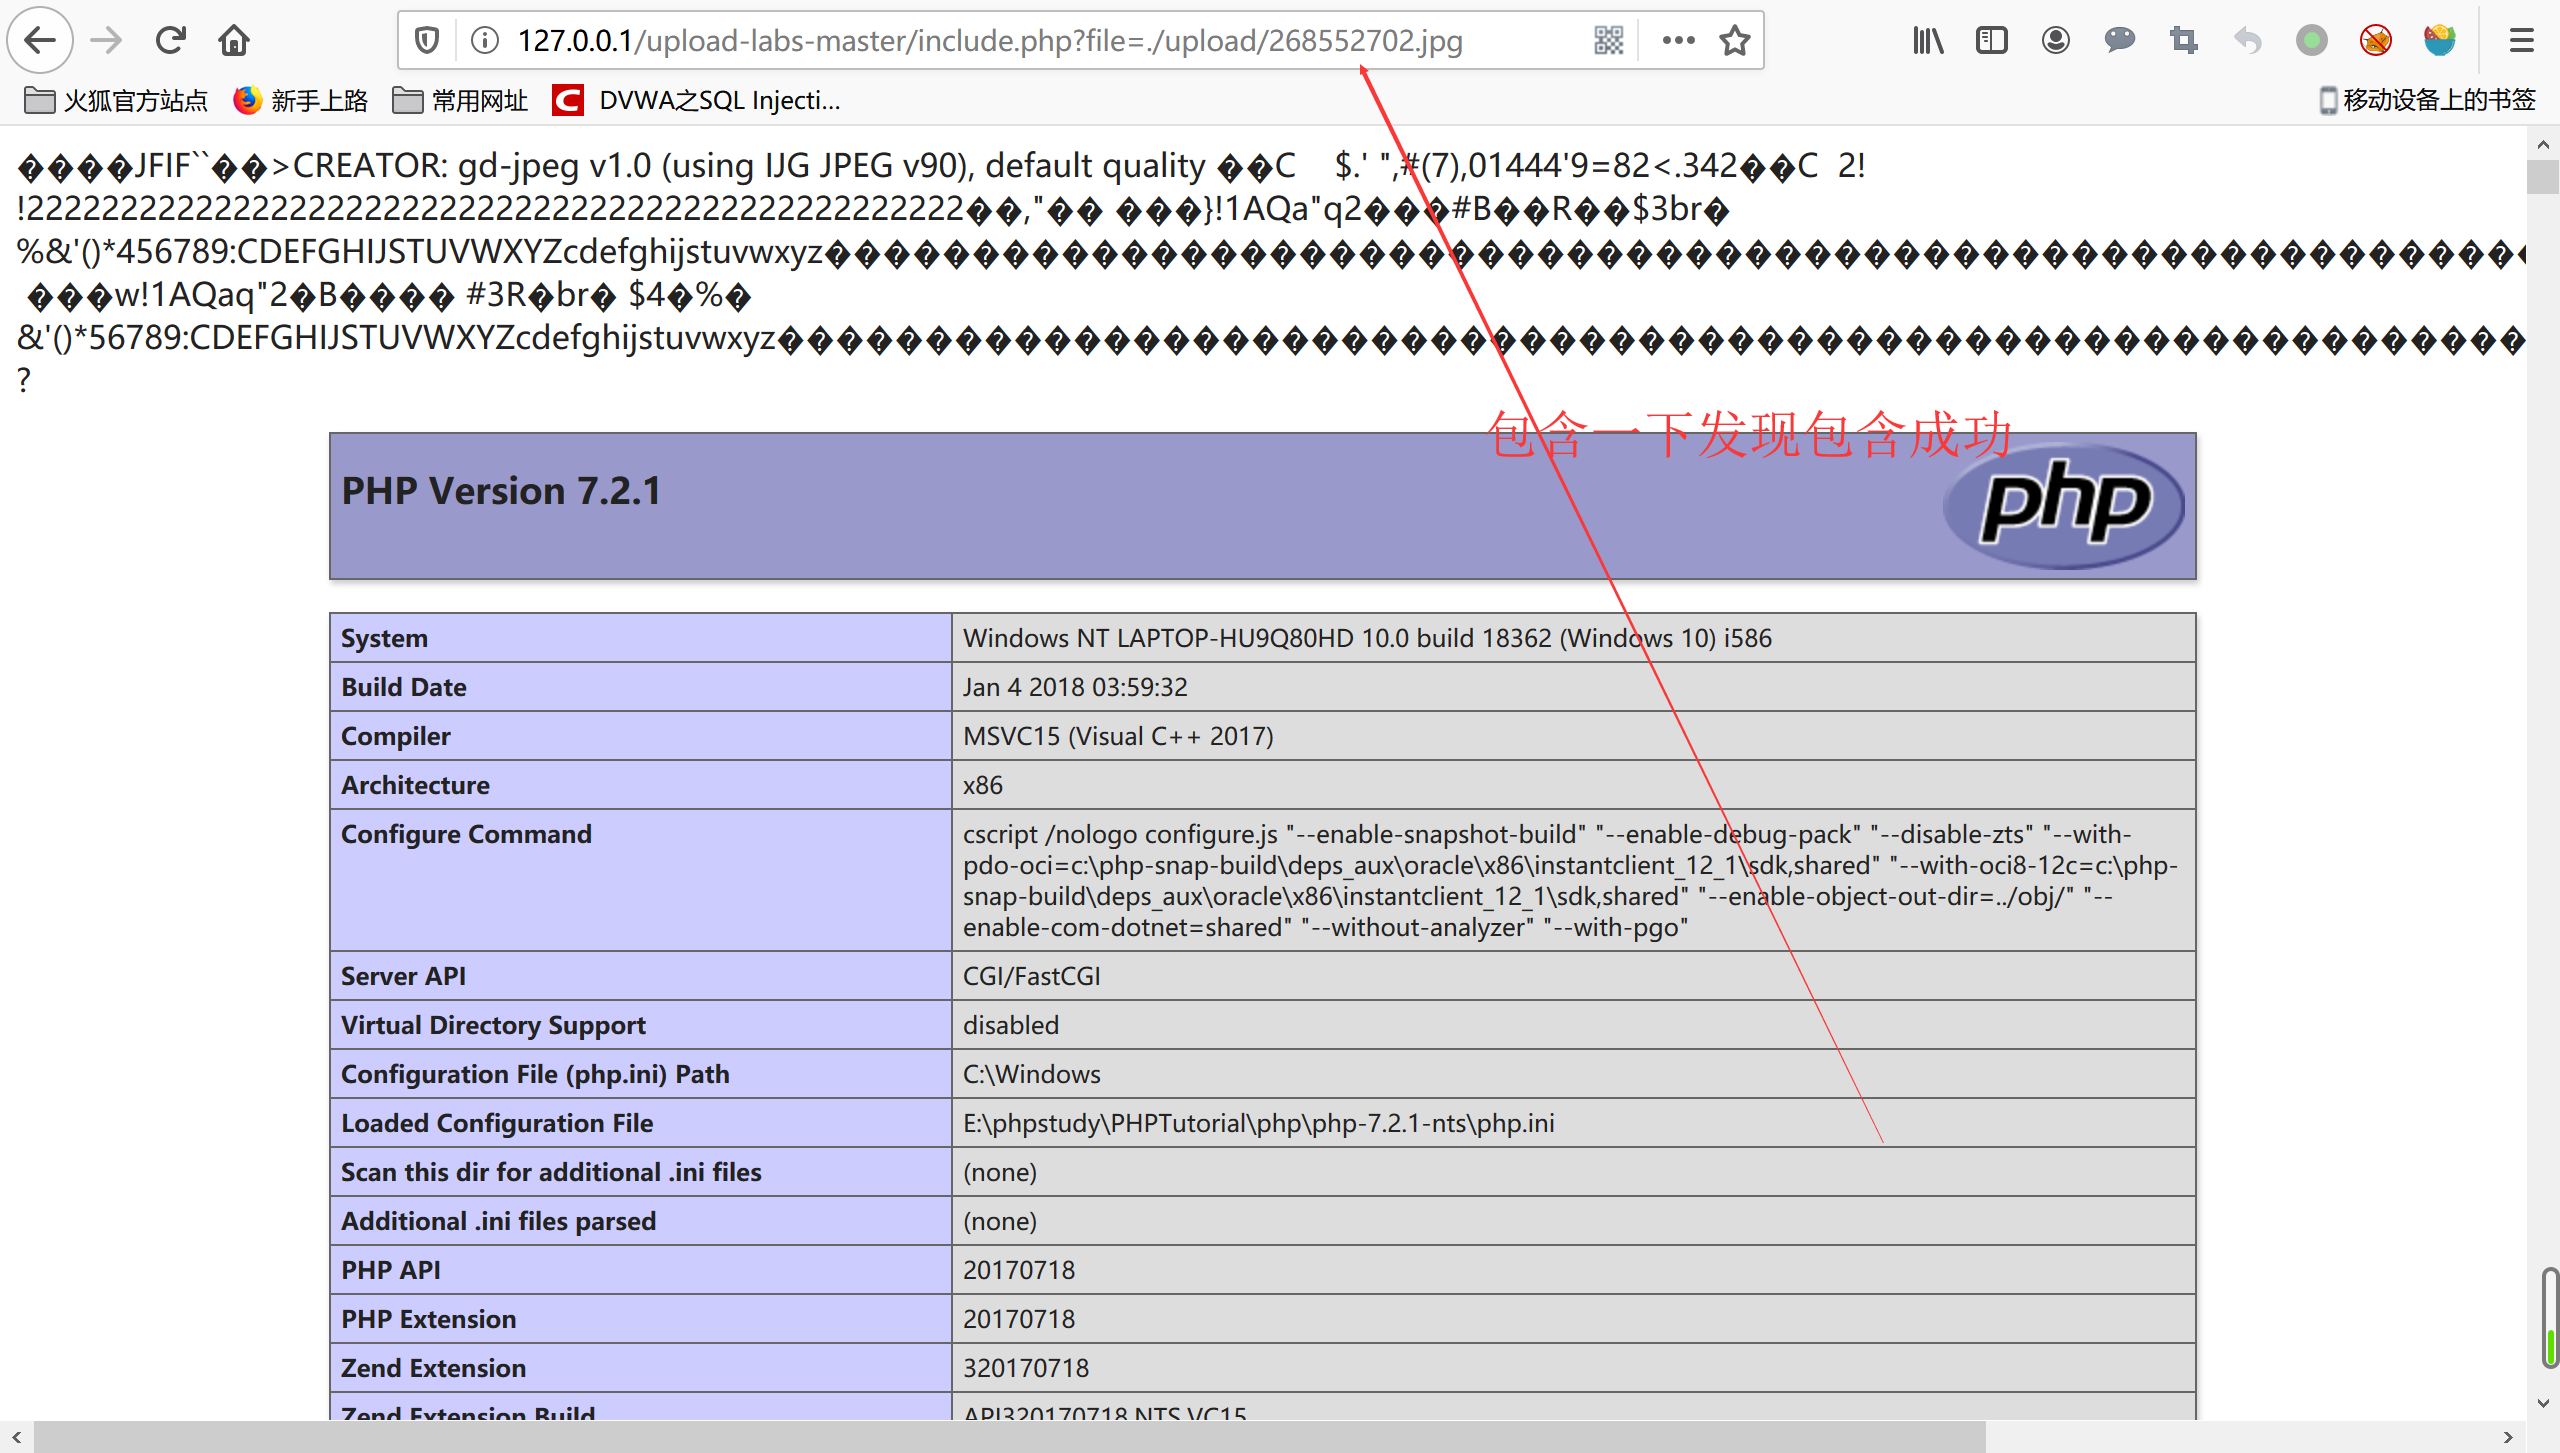 127.0.0.1/upload-labs-master/include.php?file=./upload/268552702.jpg
火狐官方站点 新手上路 常用网址 DVWA之SQL Injecti... 移动设备上的书签
����JFIF``��>CREATOR: gd-jpeg v1.0 (using IJG JPEG v90), default quality ��C $.' ",#(7),01444'9=82<.342��C 2!
��,"�� ���}!1AQa"q2���#B��R��$3br�
%&'()*456789:CDEFGHIJSTUVWXYZcdefghijstuvwxyz
���w!1AQaq"2�B���� #3R�br� $4�%�
&'()*56789:CDEFGHIJSTUVWXYZcdefghijstuvwxyz
?
包含一下发现包含成功
PHP Version 7.2.1
php
System Windows NT LAPTOP-HU9Q80HD 10.0 build 18362 (Windows 10) i586
Build Date Jan 4 2018 03:59:32
Compiler MSVC15 (Visual C++ 2017)
Architecture x86
Configure Command cscript /nologo configure.js "--enable-snapshot-build" "--enable-debug-pack" "--disable-zts" "--with-
pdo-oci=c:\php-snap-build\deps_aux\oracle\x86\instantclient_12_1\sdk,shared" "--with-oci8-12c=c:\php-
snap-build\deps_aux\oracle\x86\instantclient_12_1\sdk,shared" "--enable-object-out-dir=../obj/" "--
enable-com-dotnet=shared" "--without-analyzer" "--with-pgo"
Server API CGI/FastCGI
Virtual Directory Support disabled
Configuration File (php.ini) Path C:\Windows
Loaded Configuration File E:\phpstudy\PHPTutorial\php\php-7.2.1-nts\php.ini
Scan this dir for additional .ini files (none)
Additional .ini files parsed (none)
PHP API 20170718
PHP Extension 20170718
Zend Extension 320170718
Zend Extension Build API320170718,NTS,VC15